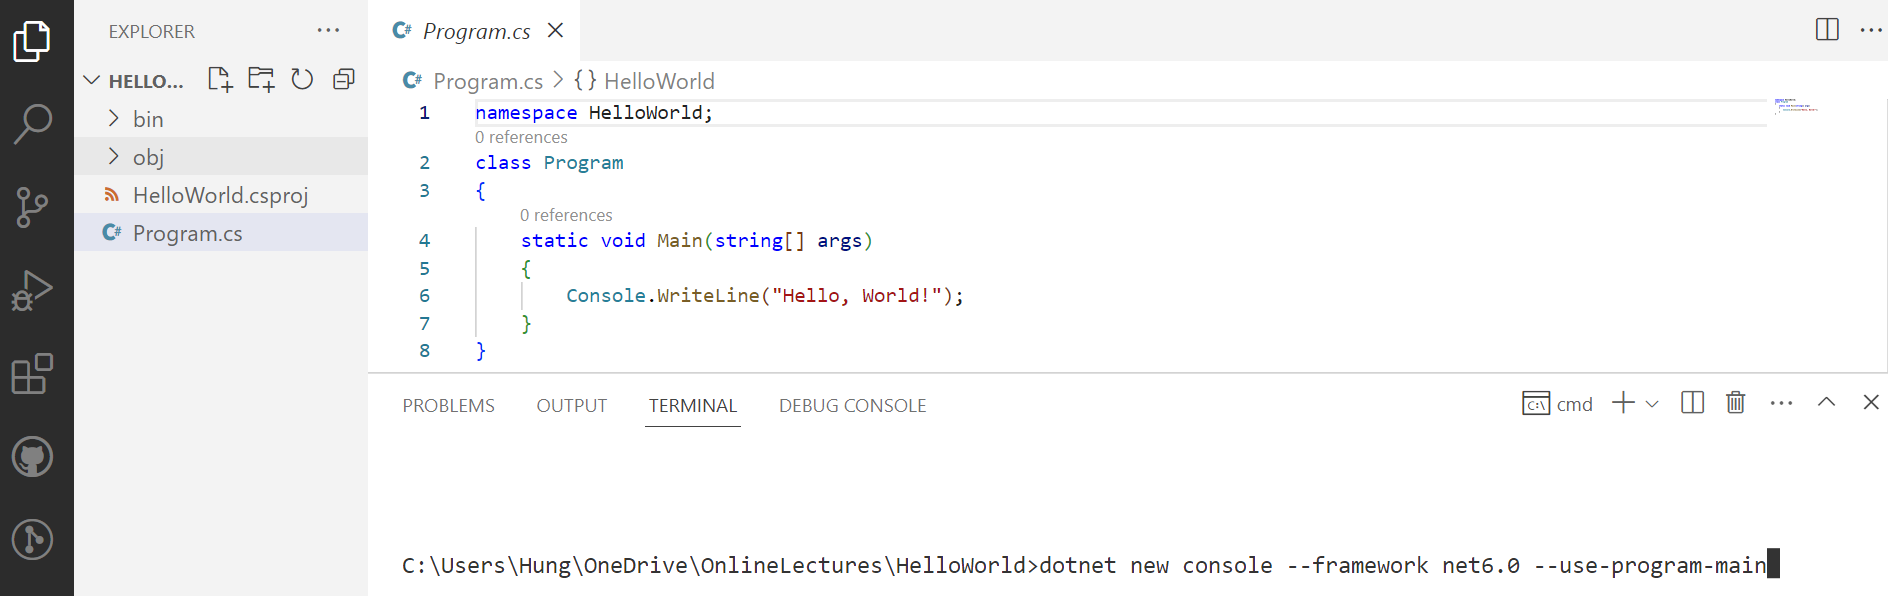 EXPLORER
HELLO...
bin
obj
HelloWorld.csproj
C# Program.cs
C# Program.cs
C# Program.cs > {} HelloWorld
1 namespace HelloWorld;
0 references
2 class Program
3 {
0 references
4 static void Main(string[] args)
5 {
6 Console.WriteLine("Hello, World!");
7 }
8 }
PROBLEMS OUTPUT TERMINAL DEBUG CONSOLE
cmd
C:\Users\Hung\OneDrive\OnlineLectures\HelloWorld>dotnet new console --framework net6.0 --use-program-main